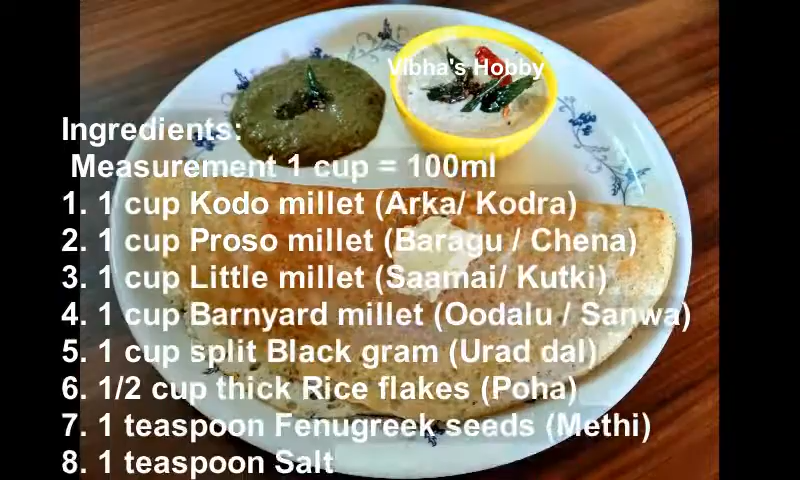 Vibha's Hobby
Ingredients:
Measurement 1 cup = 100ml
1. 1 cup Kodo millet (Arka/ Kodra)
2. 1 cup Proso millet (Baragu / Chena)
3. 1 cup Little millet (Saamai/ Kutki)
4. 1 cup Barnyard millet (Oodalu / Sanwa)
5. 1 cup split Black gram (Urad dal)
6. 1/2 cup thick Rice flakes (Poha)
7. 1 teaspoon Fenugreek seeds (Methi)
8. 1 teaspoon Salt